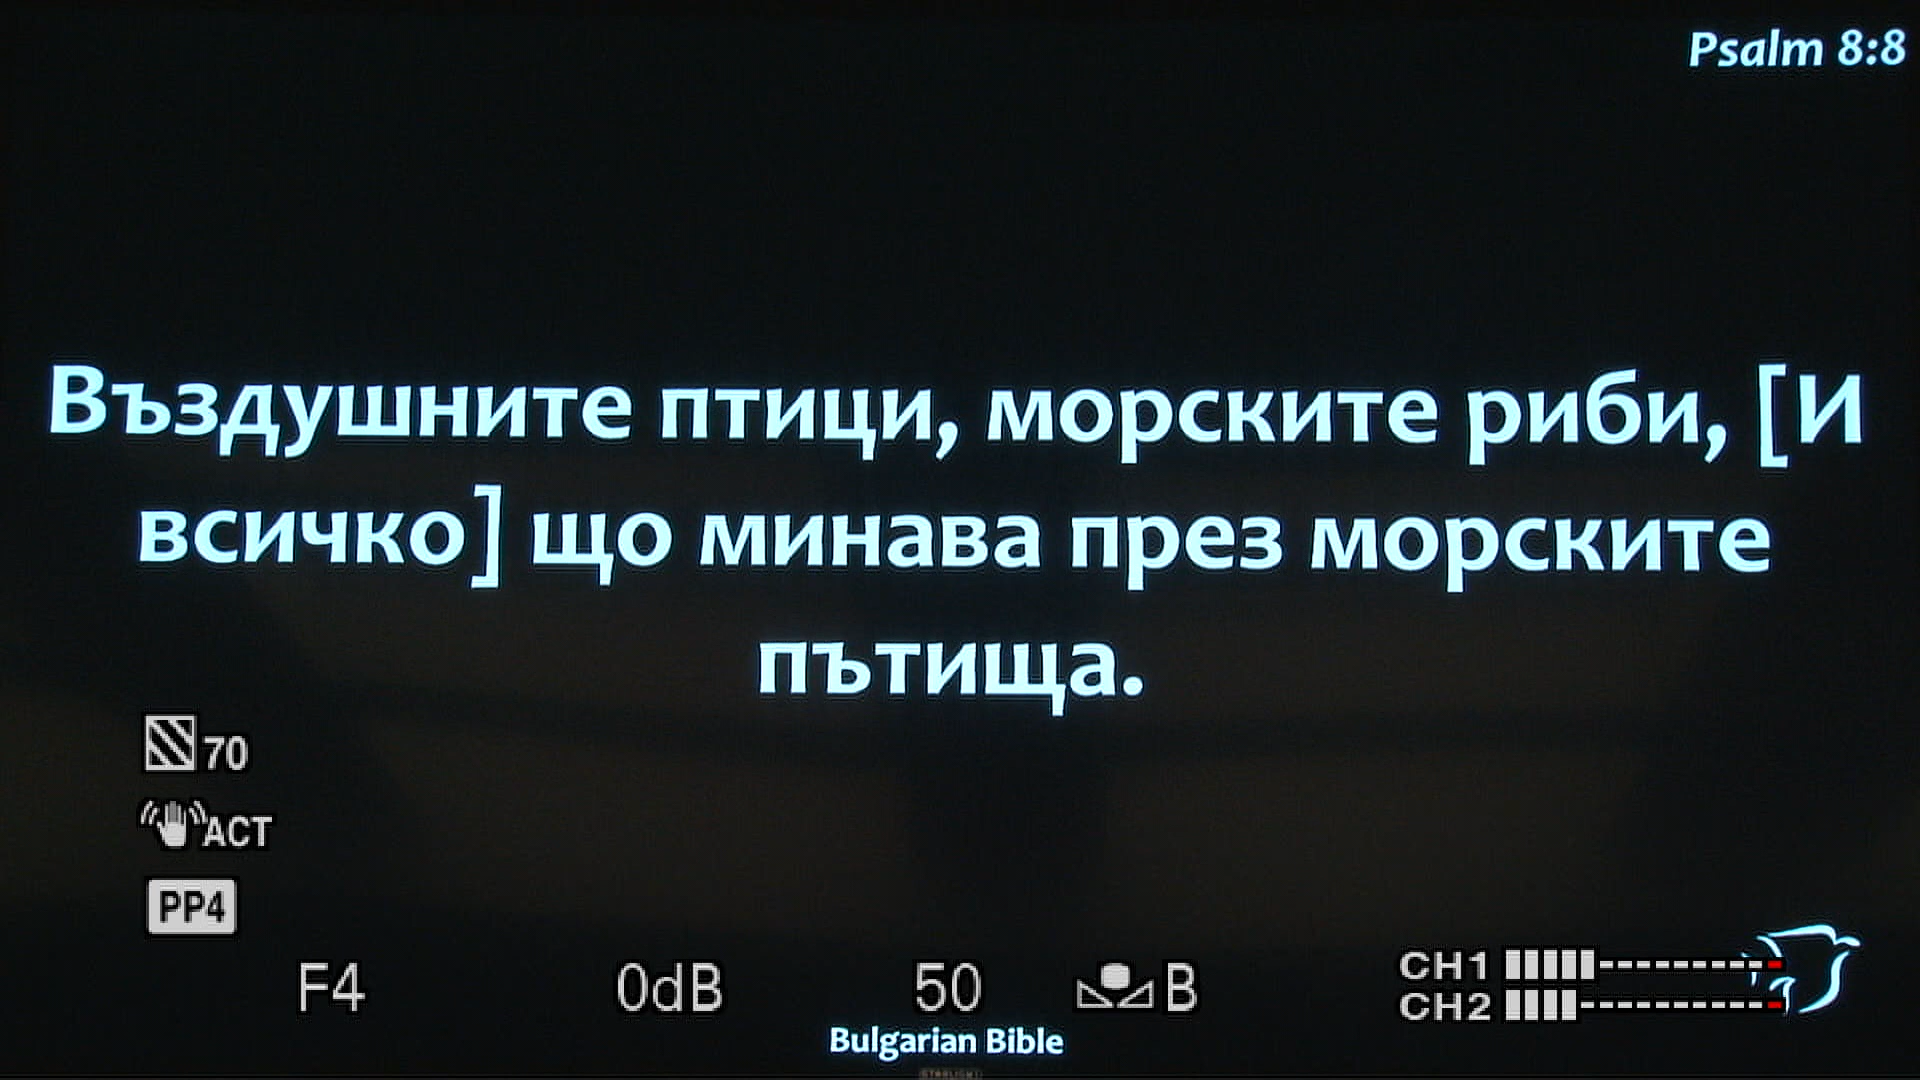 Psalm 8:8
Въздушните птици, морските риби, [И
всичко] що минава през морските
пътища.
70
ACT
PP4
F4 0dB 50 B
CH1
CH2
Bulgarian Bible